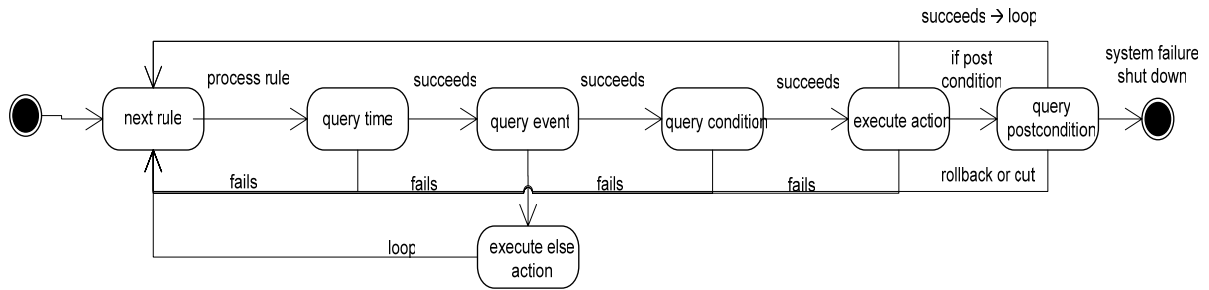 succeeds → loop
process rule
succeeds
succeeds
succeeds
if post
condition
system failure
shut down
next rule
query time
query event
query condition
execute action
query
postcondition
fails
fails
fails
fails
rollback or cut
loop
execute else
action